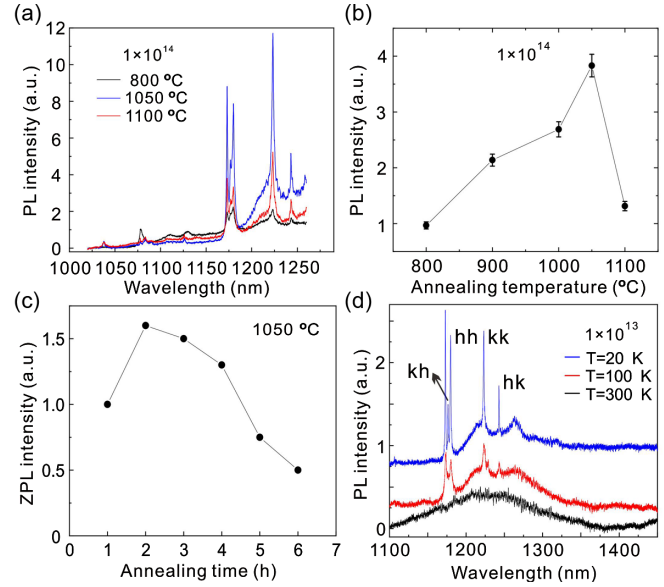 (a)
1×10¹⁴
800 ºC
1050 ºC
1100 ºC
PL intensity (a.u.)
12
10
8
6
4
2
0
1000 1050 1100 1150 1200 1250
Wavelength (nm)
(b)
1×10¹⁴
PL intensity (a.u.)
4
3
2
1
800 900 1000 1100
Annealing temperature (ºC)
(c)
1050 ºC
ZPL intensity (a.u.)
1.5
1.0
0.5
0
0 1 2 3 4 5 6 7
Annealing time (h)
(d)
1×10¹³
T=20 K
T=100 K
T=300 K
hh kk
kh
hk
PL intensity (a.u.)
2
1
0
1100 1200 1300 1400
Wavelength (nm)